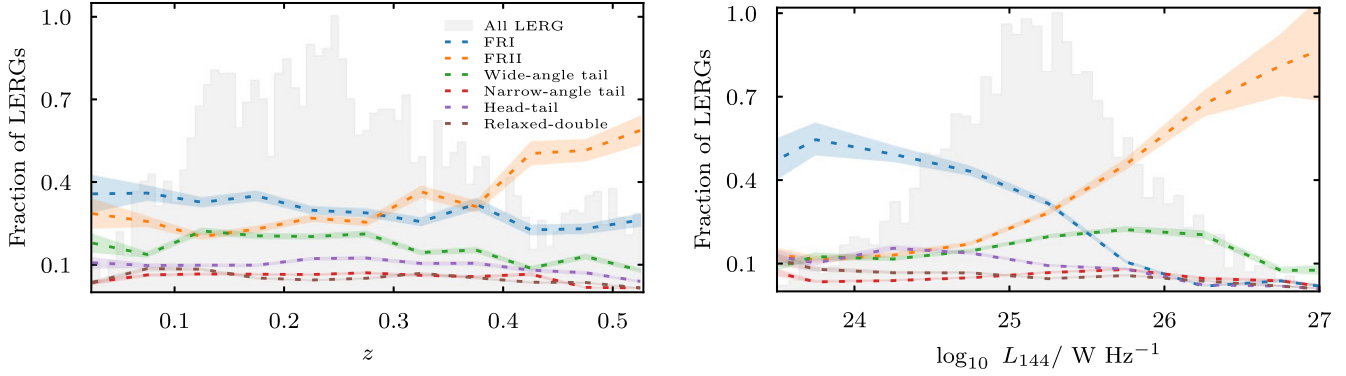 Fraction of LERGs
1.0
0.7
0.4
0.1
All LERG
FRI
FRII
Wide-angle tail
Narrow-angle tail
Head-tail
Relaxed-double
0.1 0.2 0.3 0.4 0.5
z
Fraction of LERGs
1.0
0.7
0.4
0.1
24 25 26 27
log₁₀ L₁₄₄/ W Hz⁻¹